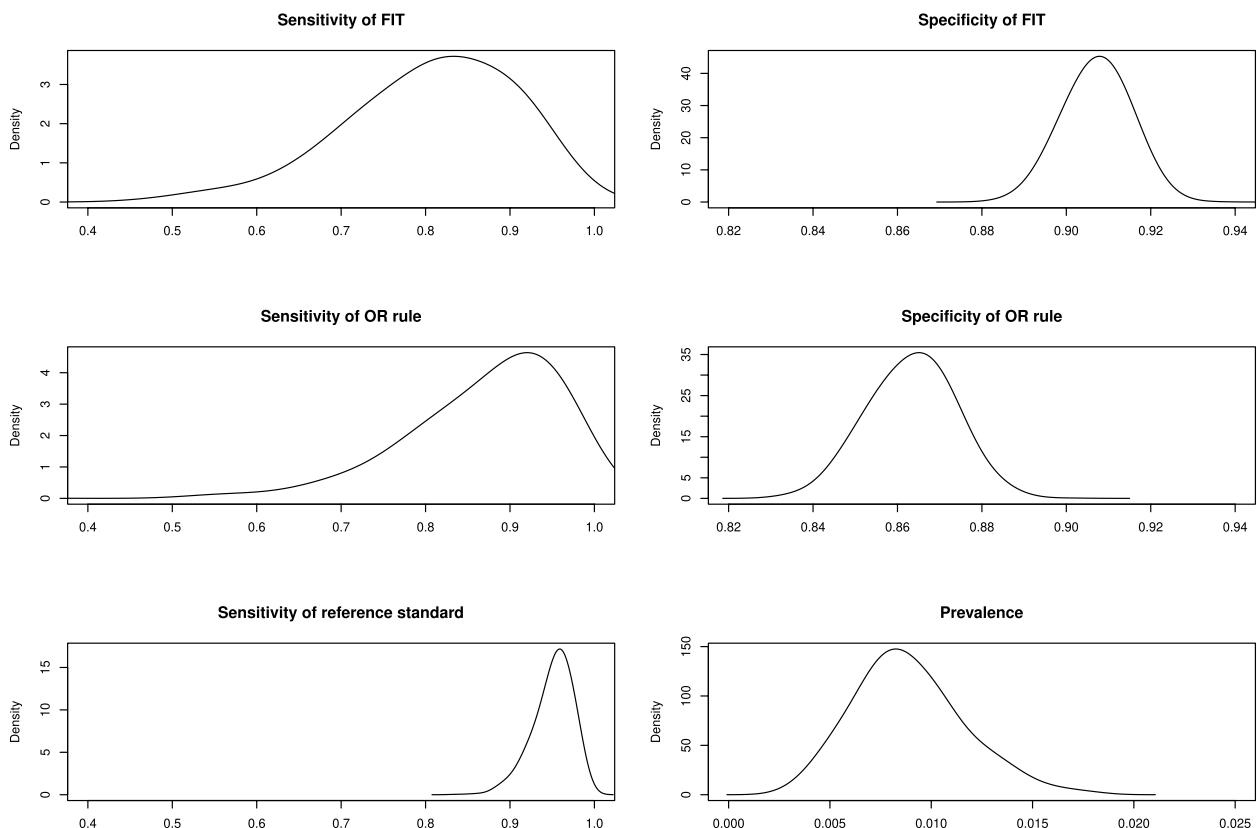 Sensitivity of FIT
Density
0 1 2 3
0.4 0.5 0.6 0.7 0.8 0.9 1.0
Specificity of FIT
Density
0 10 20 30 40
0.82 0.84 0.86 0.88 0.90 0.92 0.94
Sensitivity of OR rule
Density
0 1 2 3 4
0.4 0.5 0.6 0.7 0.8 0.9 1.0
Specificity of OR rule
Density
0 5 15 25 35
0.82 0.84 0.86 0.88 0.90 0.92 0.94
Sensitivity of reference standard
Density
0 5 10 15
0.4 0.5 0.6 0.7 0.8 0.9 1.0
Prevalence
Density
0 50 100 150
0.000 0.005 0.010 0.015 0.020 0.025